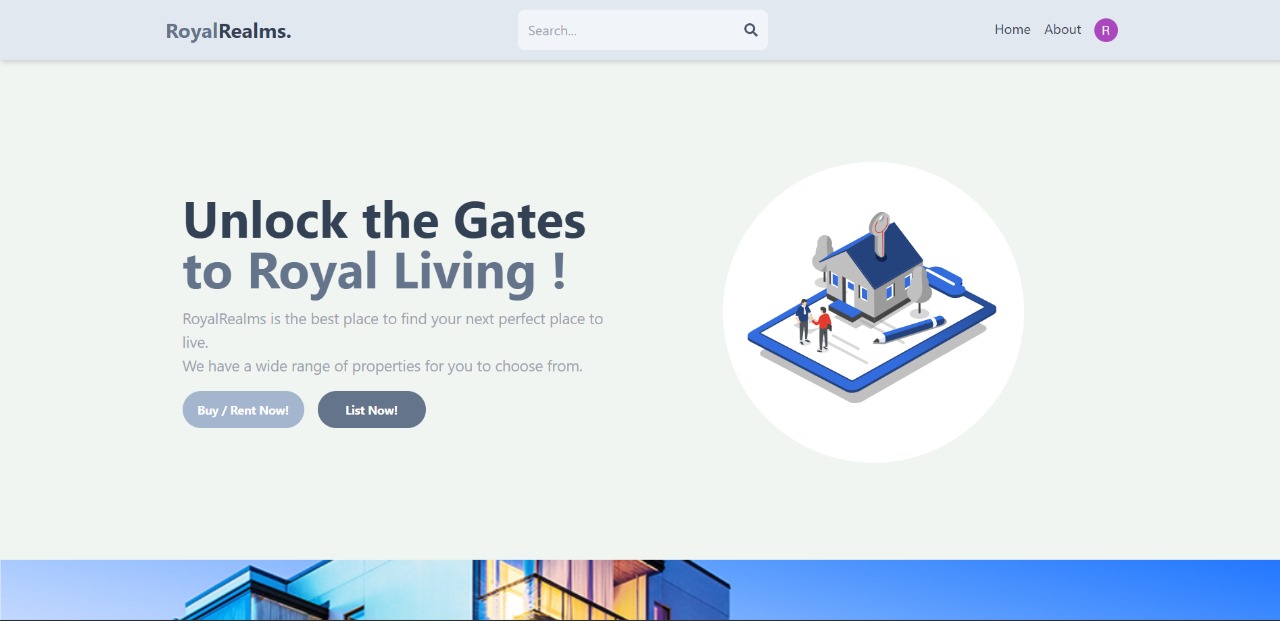 RoyalRealms.
Search...
Home
About
R
Unlock the Gates
to Royal Living !
RoyalRealms is the best place to find your next perfect place to
live.
We have a wide range of properties for you to choose from.
Buy / Rent Now!
List Now!